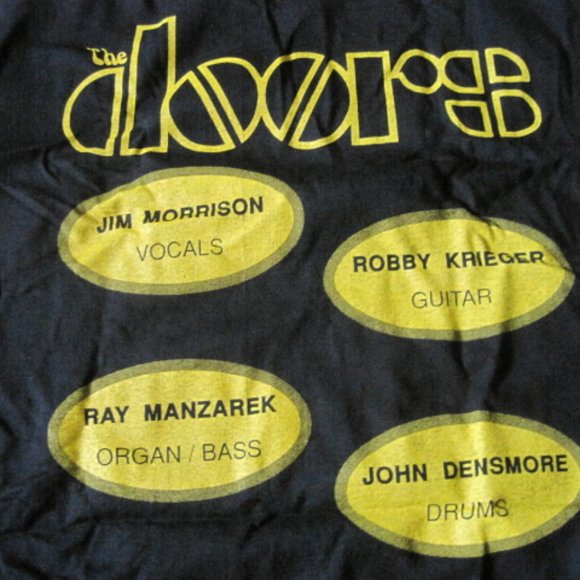 The
doors
JIM MORRISON
VOCALS
ROBBY KRIEGER
GUITAR
RAY MANZAREK
ORGAN / BASS
JOHN DENSMORE
DRUMS